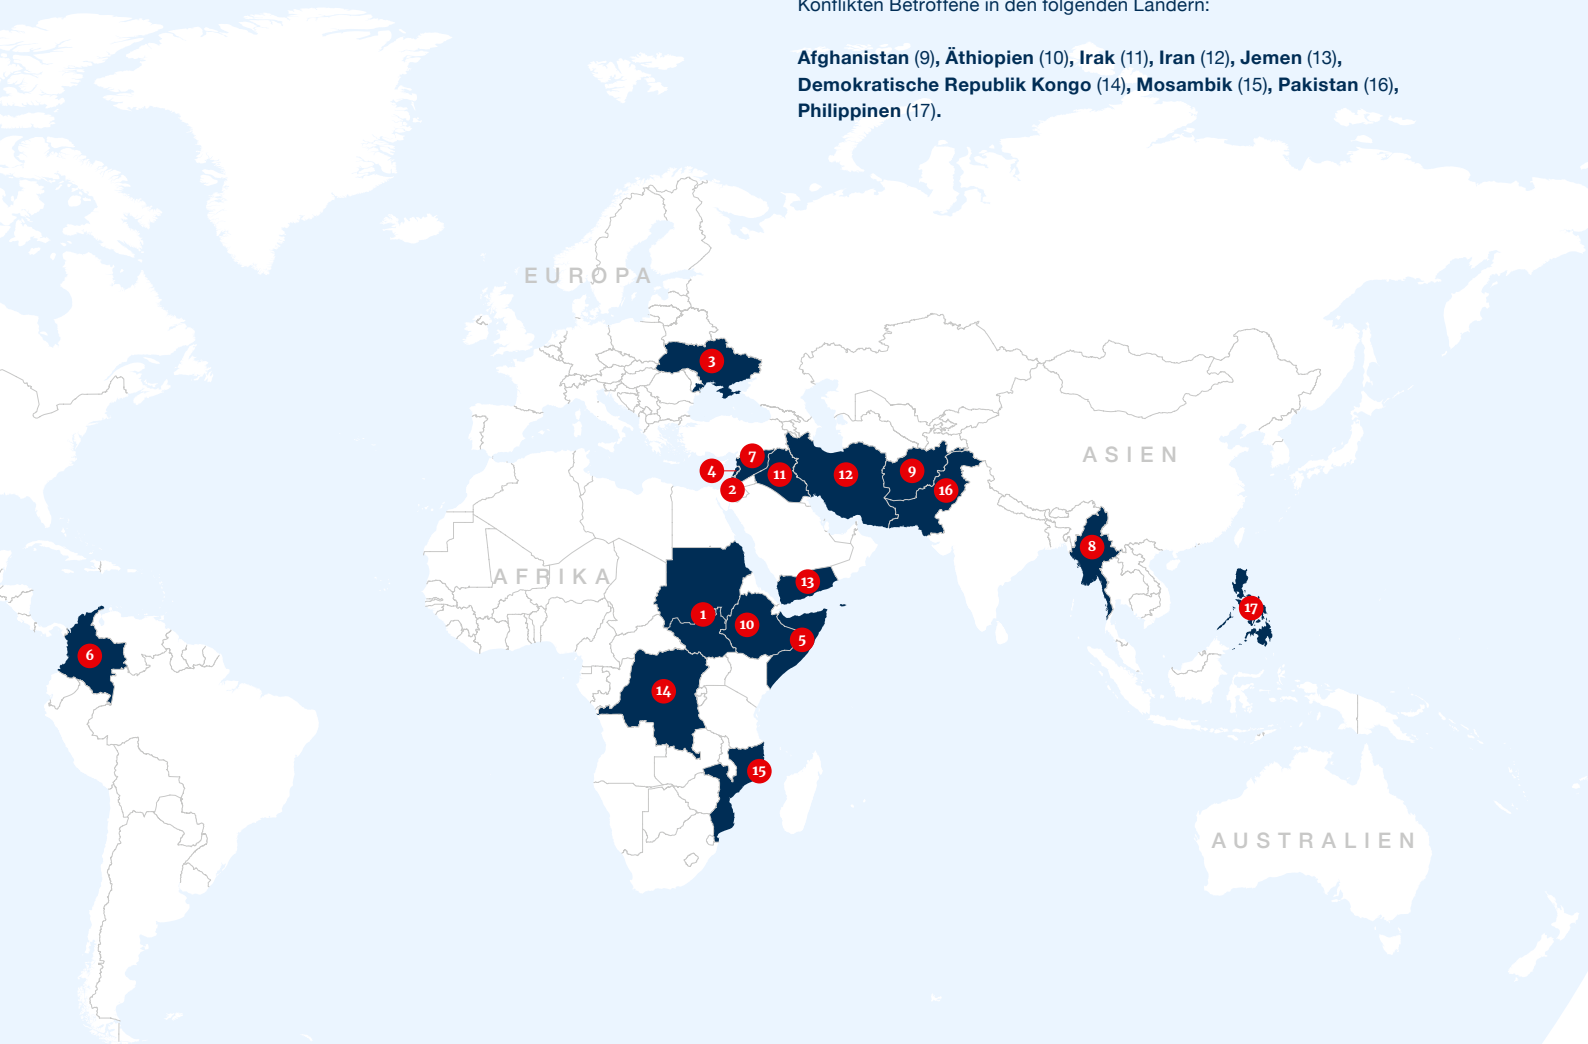 Konflikten Betroffene in den folgenden Ländern:
Afghanistan (9), Äthiopien (10), Irak (11), Iran (12), Jemen (13),
Demokratische Republik Kongo (14), Mosambik (15), Pakistan (16),
Philippinen (17).
EUROPA
3
ASIEN
7
4
11
12
9
2
16
8
AFRIKA
13
17
1
10
5
6
14
15
AUSTRALIEN